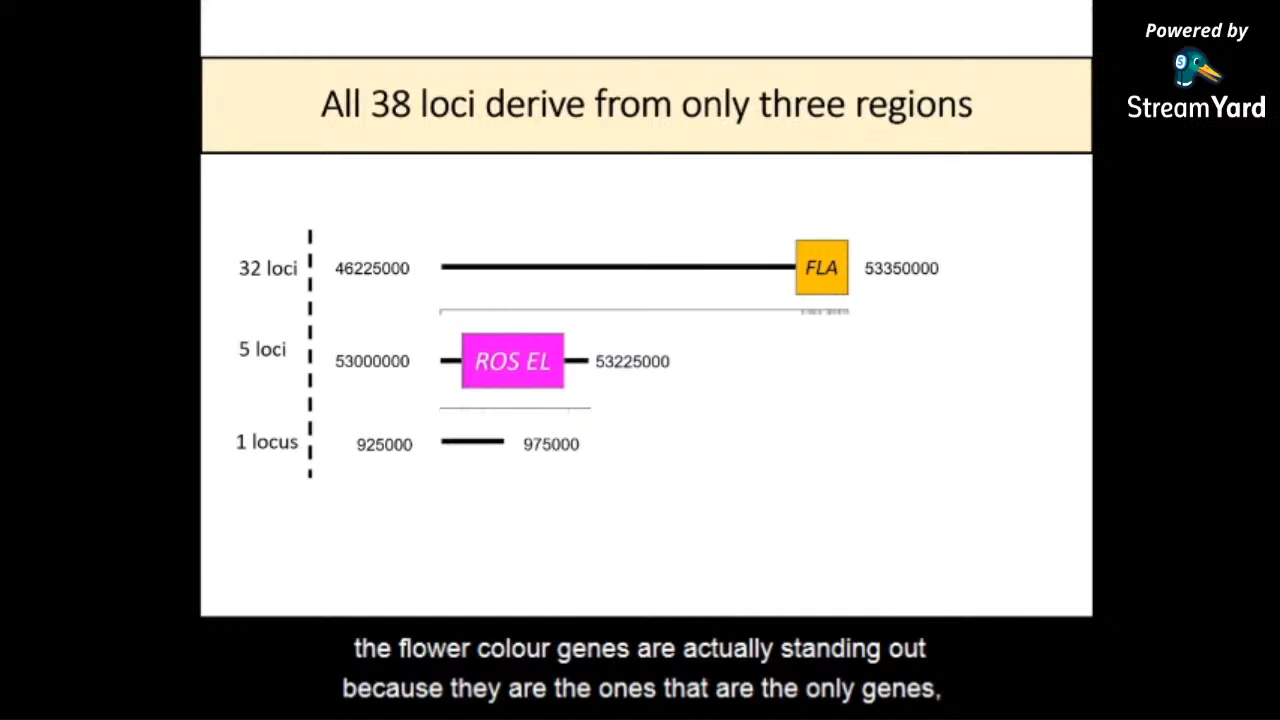 Powered by
StreamYard
All 38 loci derive from only three regions
32 loci 46225000 FLA 53350000
5 loci 53000000 ROS EL 53225000
1 locus 925000 975000
the flower colour genes are actually standing out
because they are the ones that are the only genes,